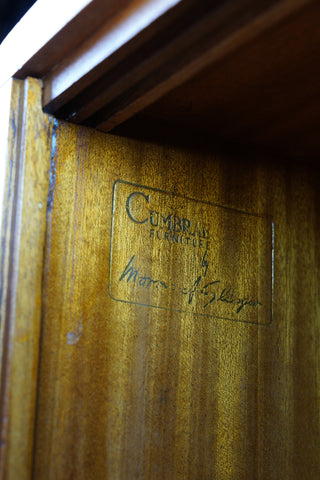 CUMBRAE
FURNITURE
by
Morris of Glasgow